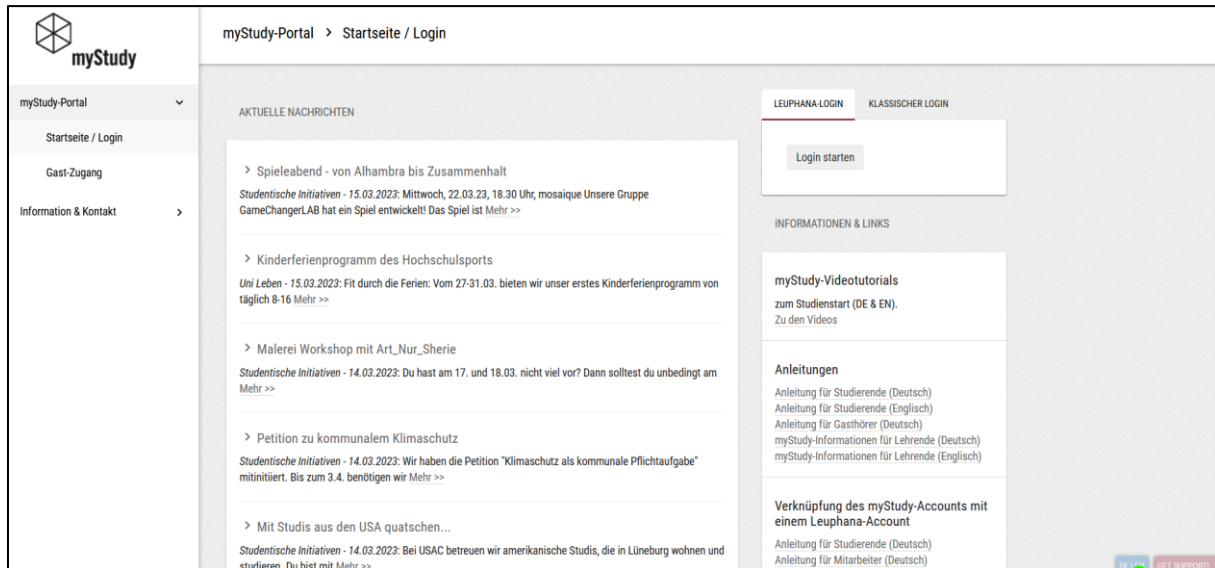 myStudy
myStudy-Portal > Startseite / Login
myStudy-Portal
Startseite / Login
Gast-Zugang
Information & Kontakt
AKTUELLE NACHRICHTEN
Spieleabend - von Alhambra bis Zusammenhalt
Studentische Initiativen - 15.03.2023: Mittwoch, 22.03.23, 18.30 Uhr, mosaique Unsere Gruppe
GameChangerLAB hat ein Spiel entwickelt! Das Spiel ist Mehr >>
Kinderferienprogramm des Hochschulsports
Uni Leben - 15.03.2023: Fit durch die Ferien: Vom 27-31.03. bieten wir unser erstes Kinderferienprogramm von
täglich 8-16 Mehr >>
Malerei Workshop mit Art_Nur_Sherie
Studentische Initiativen - 14.03.2023: Du hast am 17. und 18.03. nicht viel vor? Dann solltest du unbedingt am
Mehr >>
Petition zu kommunalem Klimaschutz
Studentische Initiativen - 14.03.2023: Wir haben die Petition "Klimaschutz als kommunale Pflichtaufgabe"
mitinitiiert. Bis zum 3.4. benötigen wir Mehr >>
Mit Studis aus den USA quatschen...
Studentische Initiativen - 14.03.2023: Bei USAC betreuen wir amerikanische Studis, die in Lüneburg wohnen und
studieren. Du bist mit Mehr >>
LEUPHANA-LOGIN
KLASSISCHER LOGIN
Login starten
INFORMATIONEN & LINKS
myStudy-Videotutorials
zum Studienstart (DE & EN).
Zu den Videos
Anleitungen
Anleitung für Studierende (Deutsch)
Anleitung für Studierende (Englisch)
Anleitung für Gasthörer (Deutsch)
myStudy-Informationen für Lehrende (Deutsch)
myStudy-Informationen für Lehrende (Englisch)
Verknüpfung des myStudy-Accounts mit
einem Leuphana-Account
Anleitung für Studierende (Deutsch)
Anleitung für Mitarbeiter (Deutsch)
GET SUPPORT!